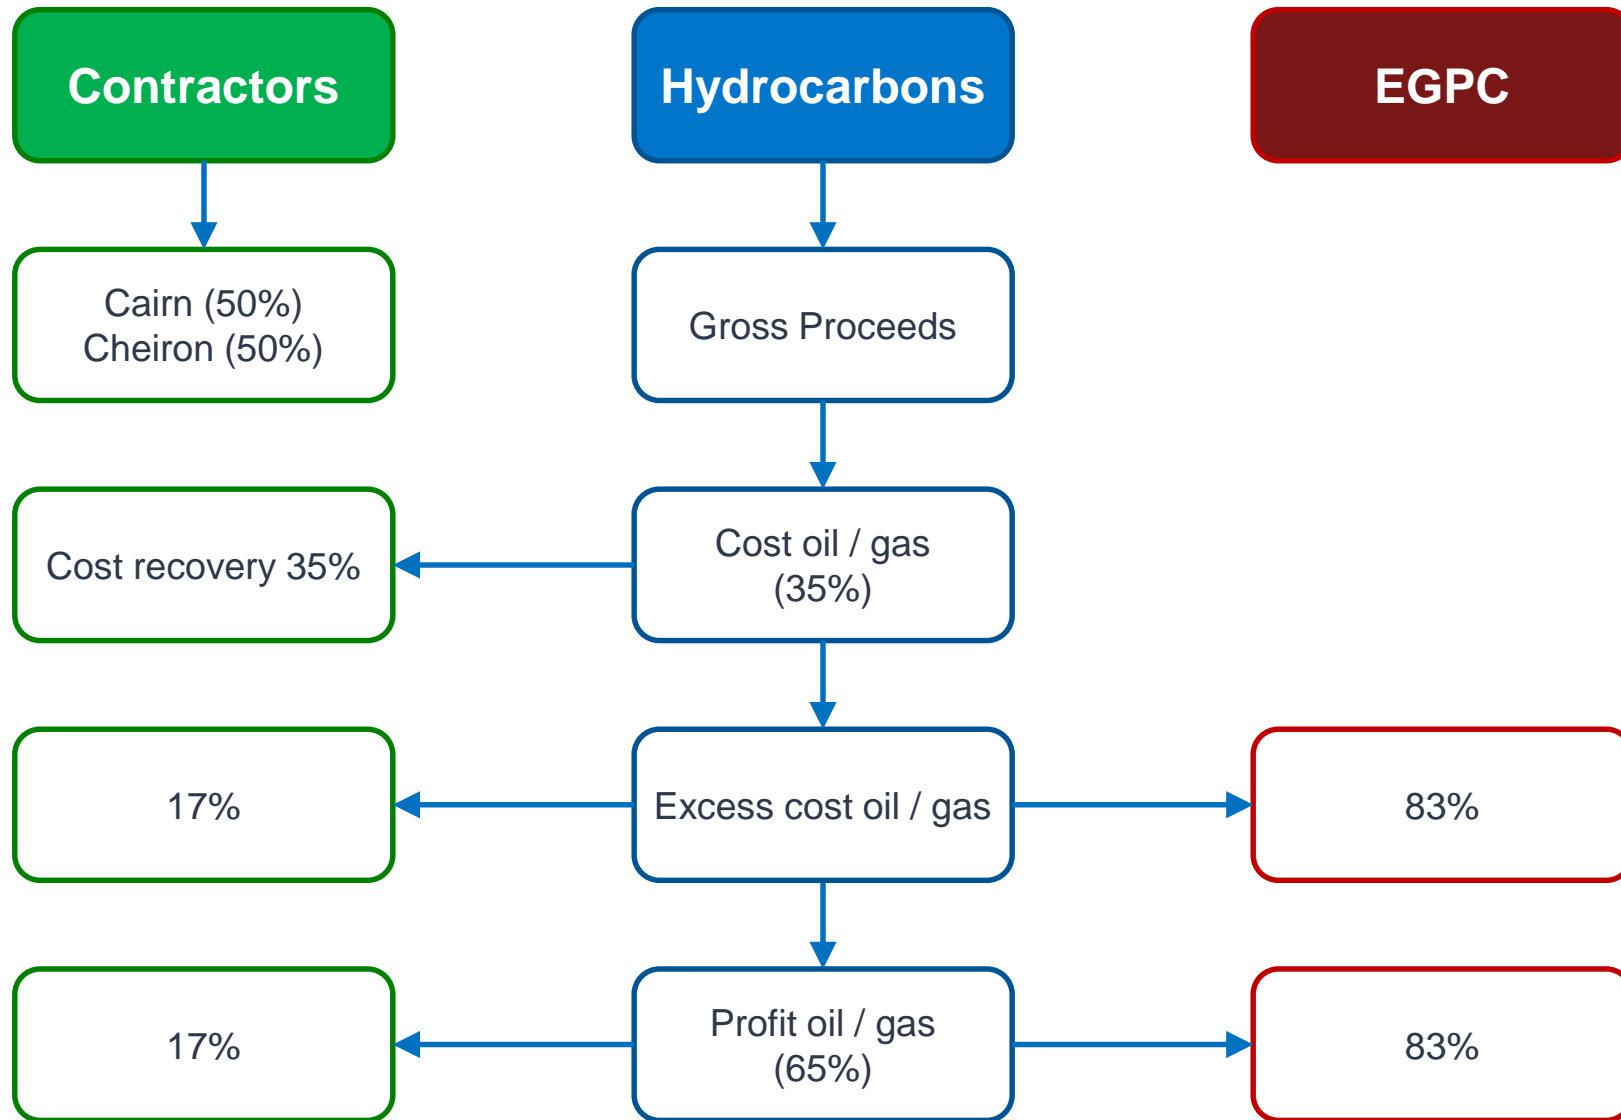 Contractors
Hydrocarbons
EGPC
Cairn (50%)
Cheiron (50%)
Gross Proceeds
Cost recovery 35%
Cost oil / gas
(35%)
17%
Excess cost oil / gas
83%
17%
Profit oil / gas
(65%)
83%